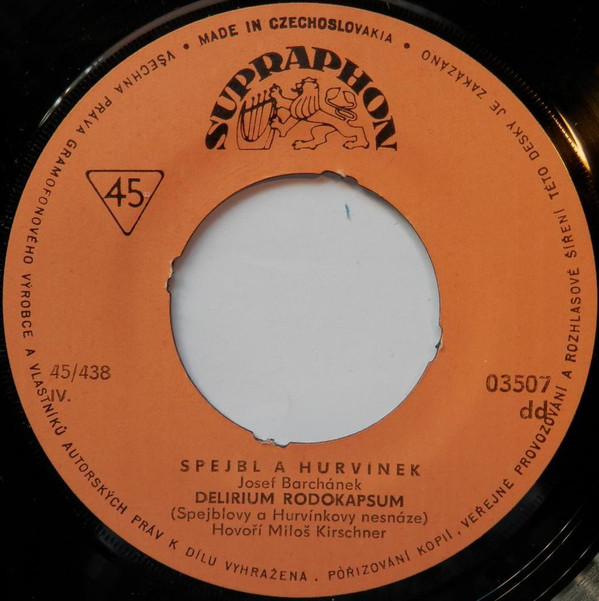 • MADE IN CZECHOSLOVAKIA •
SUPRAPHON
45
45/438
IV.
03507
dd
SPEJBL A HURVÍNEK
Josef Barchánek
DELIRIUM RODOKAPSUM
(Spejblovy a Hurvínkovy nesnáze)
Hovoří Miloš Kirschner
VŠECHNA PRÁVA GRAMOFONOVÉHO VÝROBCE A VLASTNÍKŮ AUTORSKÝCH PRÁV K DÍLU VYHRAŽENA. POŘIZOVÁNÍ KOPIÍ, VEŘEJNÉ PROVOZOVÁNÍ A ROZHLASOVÉ ŠÍŘENÍ TÉTO DESKY JE ZAKÁZÁNO